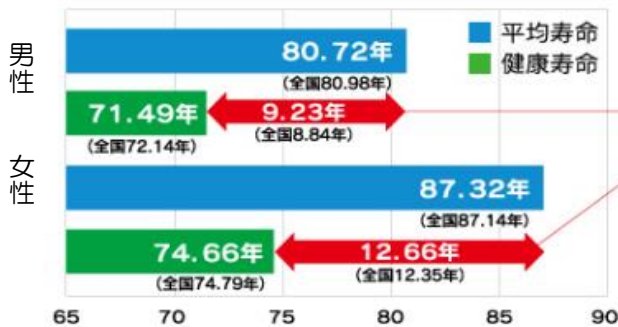 男性
80.72年
(全国80.98年)
71.49年
(全国72.14年)
9.23年
(全国8.84年)
平均寿命
健康寿命
女性
87.32年
(全国87.14年)
74.66年
(全国74.79年)
12.66年
(全国12.35年)
65 70 75 80 85 90